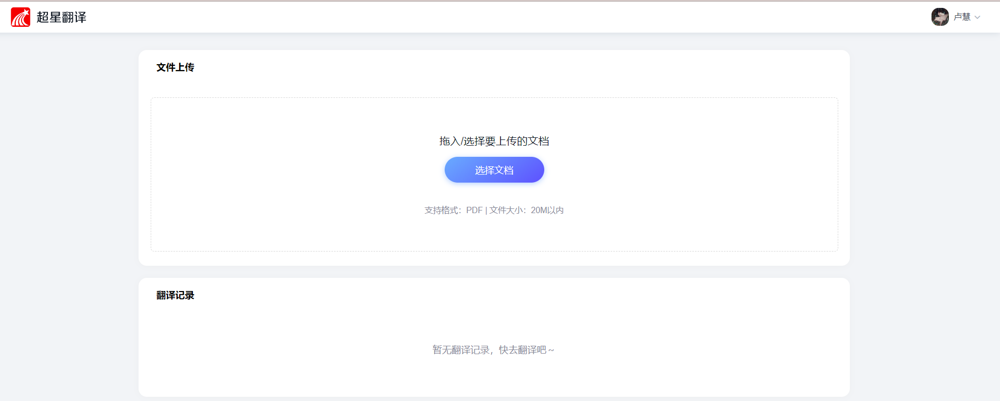 超星翻译
卢慧
文件上传
拖入/选择要上传的文档
选择文档
支持格式：PDF | 文件大小：20M以内
翻译记录
暂无翻译记录，快去翻译吧～